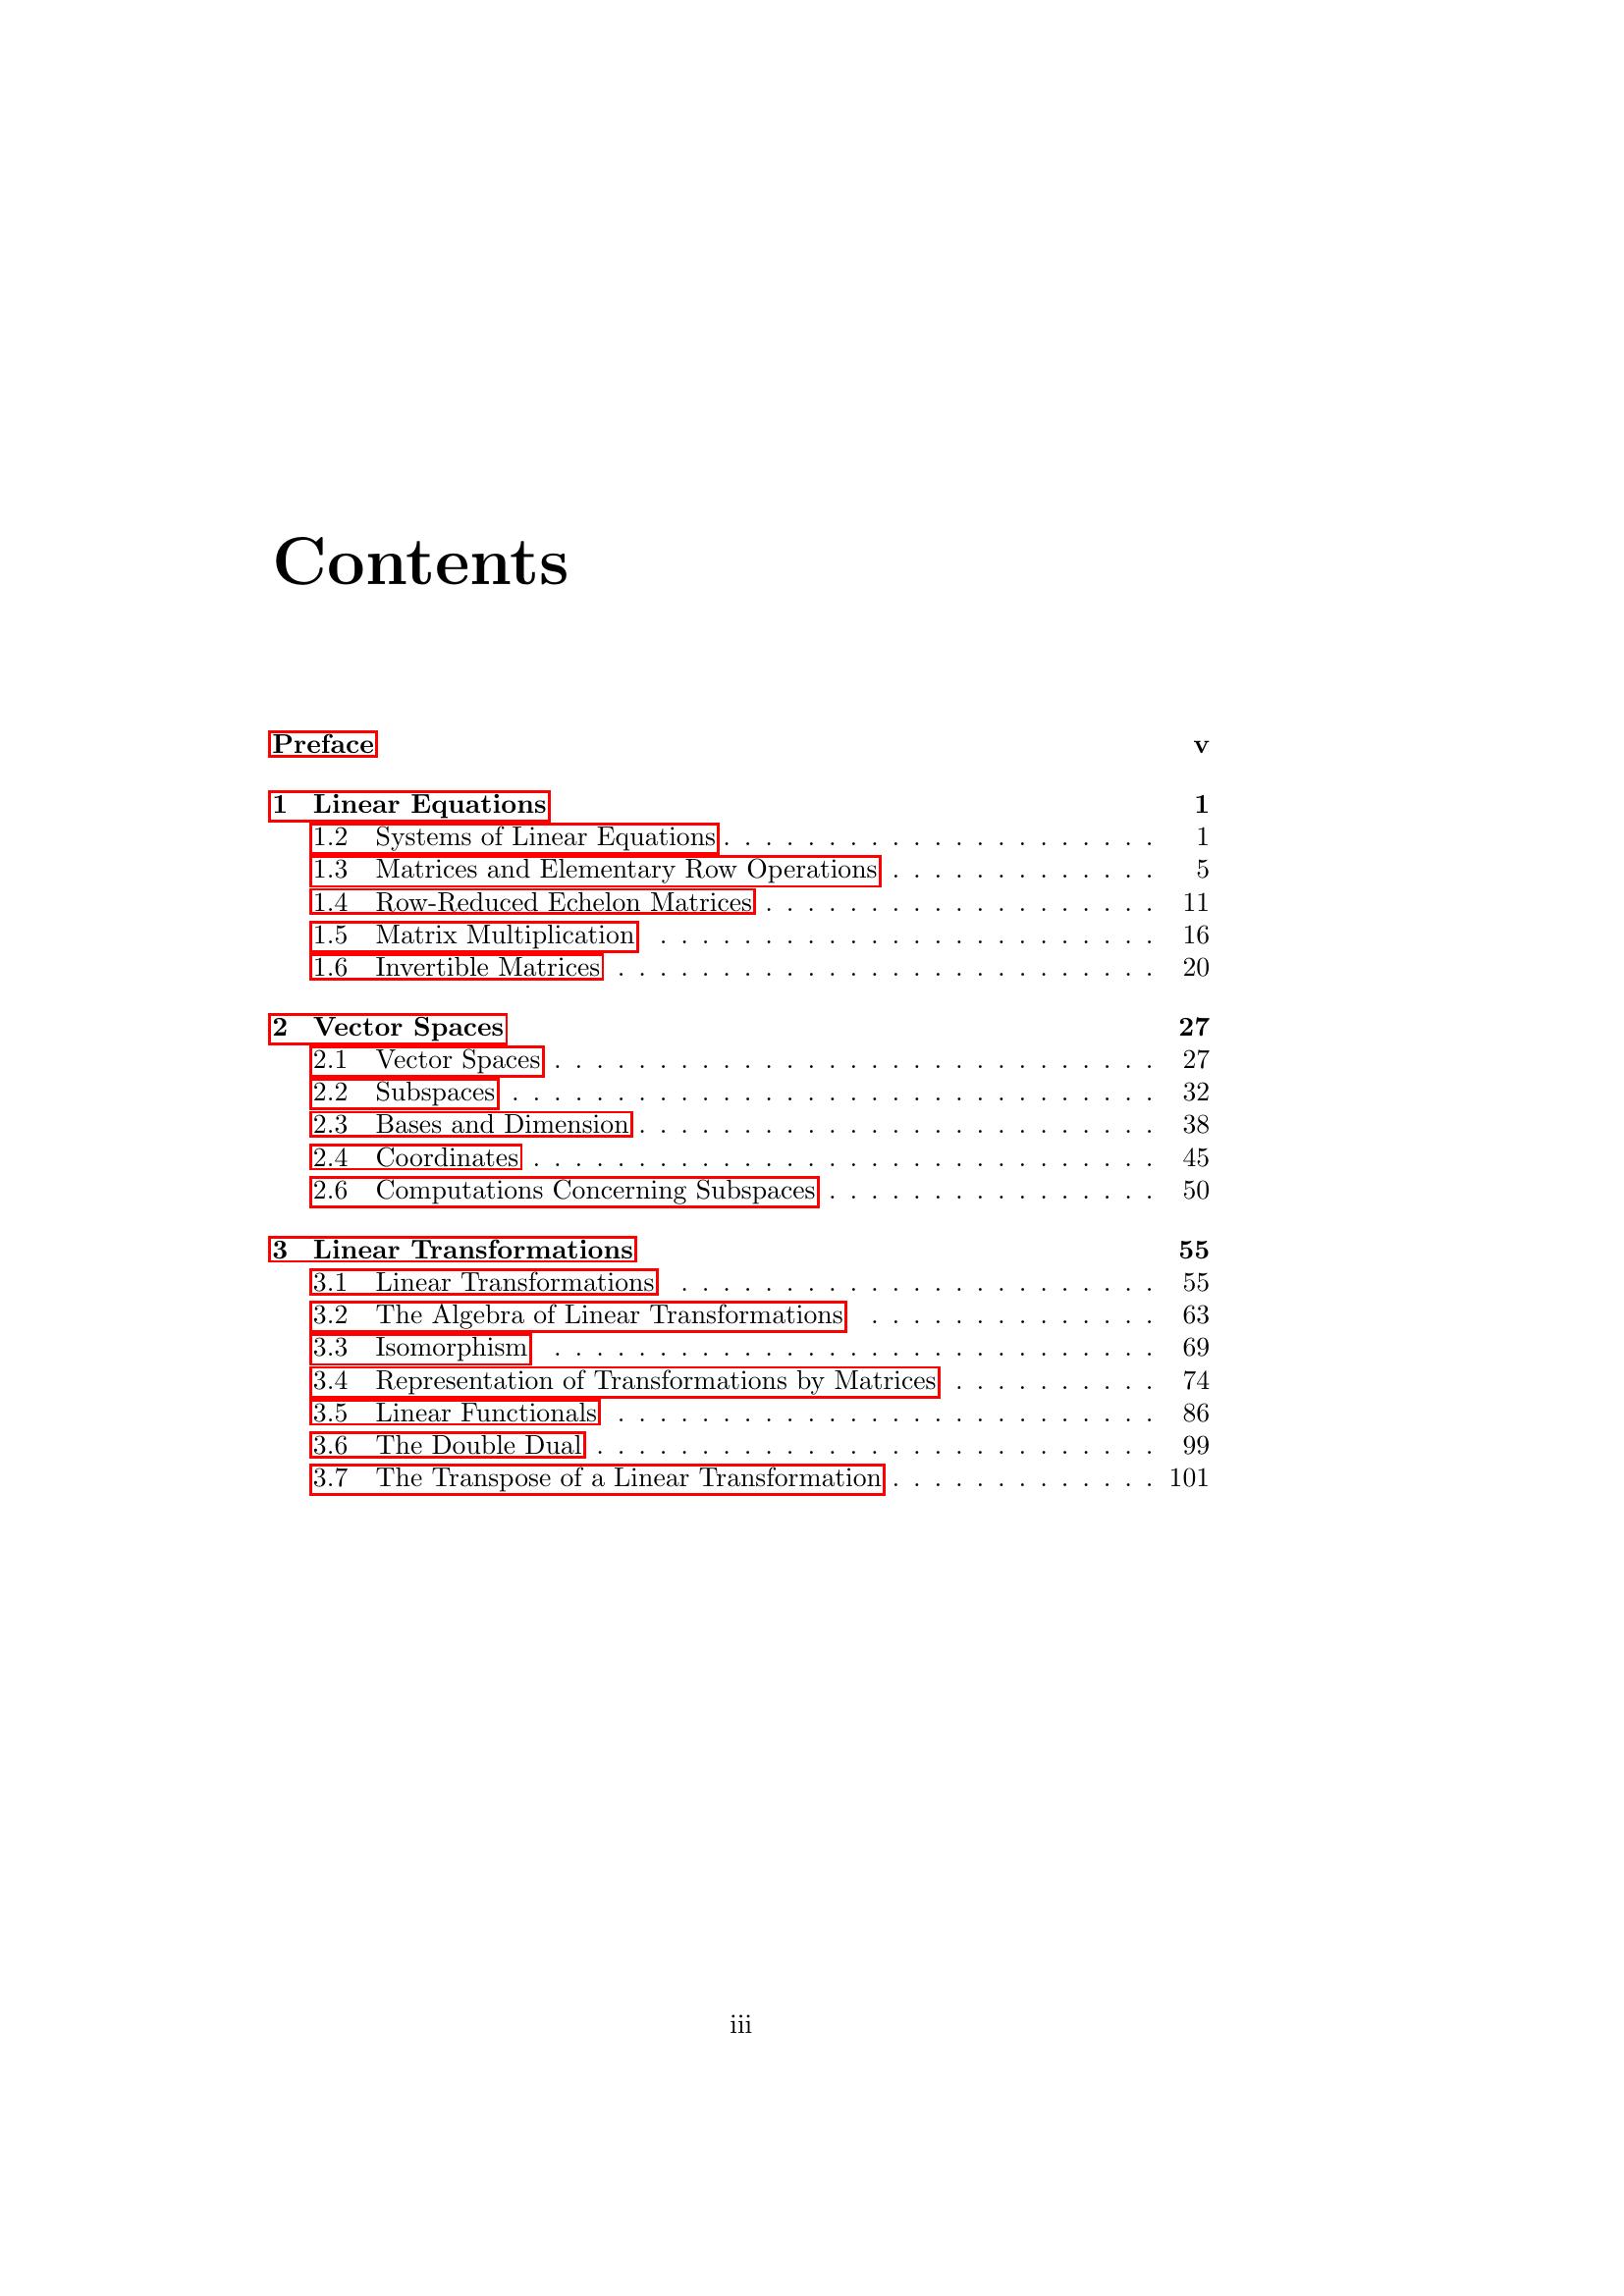 Contents
Preface v
1 Linear Equations 1
1.2 Systems of Linear Equations . . . . . . . . . . . . . . . . . . . . . 1
1.3 Matrices and Elementary Row Operations . . . . . . . . . . . . . 5
1.4 Row-Reduced Echelon Matrices . . . . . . . . . . . . . . . . . . . 11
1.5 Matrix Multiplication . . . . . . . . . . . . . . . . . . . . . . . . 16
1.6 Invertible Matrices . . . . . . . . . . . . . . . . . . . . . . . . . . 20
2 Vector Spaces 27
2.1 Vector Spaces . . . . . . . . . . . . . . . . . . . . . . . . . . . . . 27
2.2 Subspaces . . . . . . . . . . . . . . . . . . . . . . . . . . . . . . . 32
2.3 Bases and Dimension . . . . . . . . . . . . . . . . . . . . . . . . . 38
2.4 Coordinates . . . . . . . . . . . . . . . . . . . . . . . . . . . . . . 45
2.6 Computations Concerning Subspaces . . . . . . . . . . . . . . . . 50
3 Linear Transformations 55
3.1 Linear Transformations . . . . . . . . . . . . . . . . . . . . . . . 55
3.2 The Algebra of Linear Transformations . . . . . . . . . . . . . . 63
3.3 Isomorphism . . . . . . . . . . . . . . . . . . . . . . . . . . . . . 69
3.4 Representation of Transformations by Matrices . . . . . . . . . . 74
3.5 Linear Functionals . . . . . . . . . . . . . . . . . . . . . . . . . . 86
3.6 The Double Dual . . . . . . . . . . . . . . . . . . . . . . . . . . . 99
3.7 The Transpose of a Linear Transformation . . . . . . . . . . . . . 101
iii